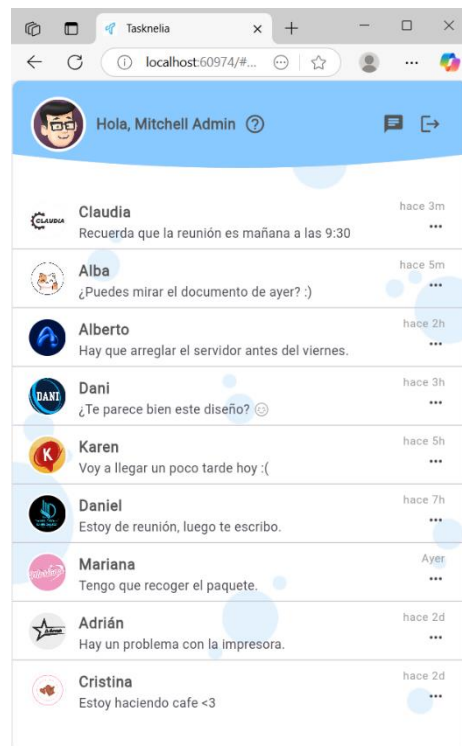 Tasknelia
localhost:60974/#...
Hola, Mitchell Admin
Claudia
hace 3m
CLAUDIA
Recuerda que la reunión es mañana a las 9:30
Alba
hace 5m
¿Puedes mirar el documento de ayer? :)
Alberto
hace 2h
Hay que arreglar el servidor antes del viernes.
Dani
hace 3h
DANI
¿Te parece bien este diseño?
Karen
hace 5h
K
Voy a llegar un poco tarde hoy :(
Daniel
hace 7h
Estoy de reunión, luego te escribo.
Mariana
Ayer
Tengo que recoger el paquete.
Adrián
hace 2d
Hay un problema con la impresora.
Cristina
hace 2d
Estoy haciendo cafe <3